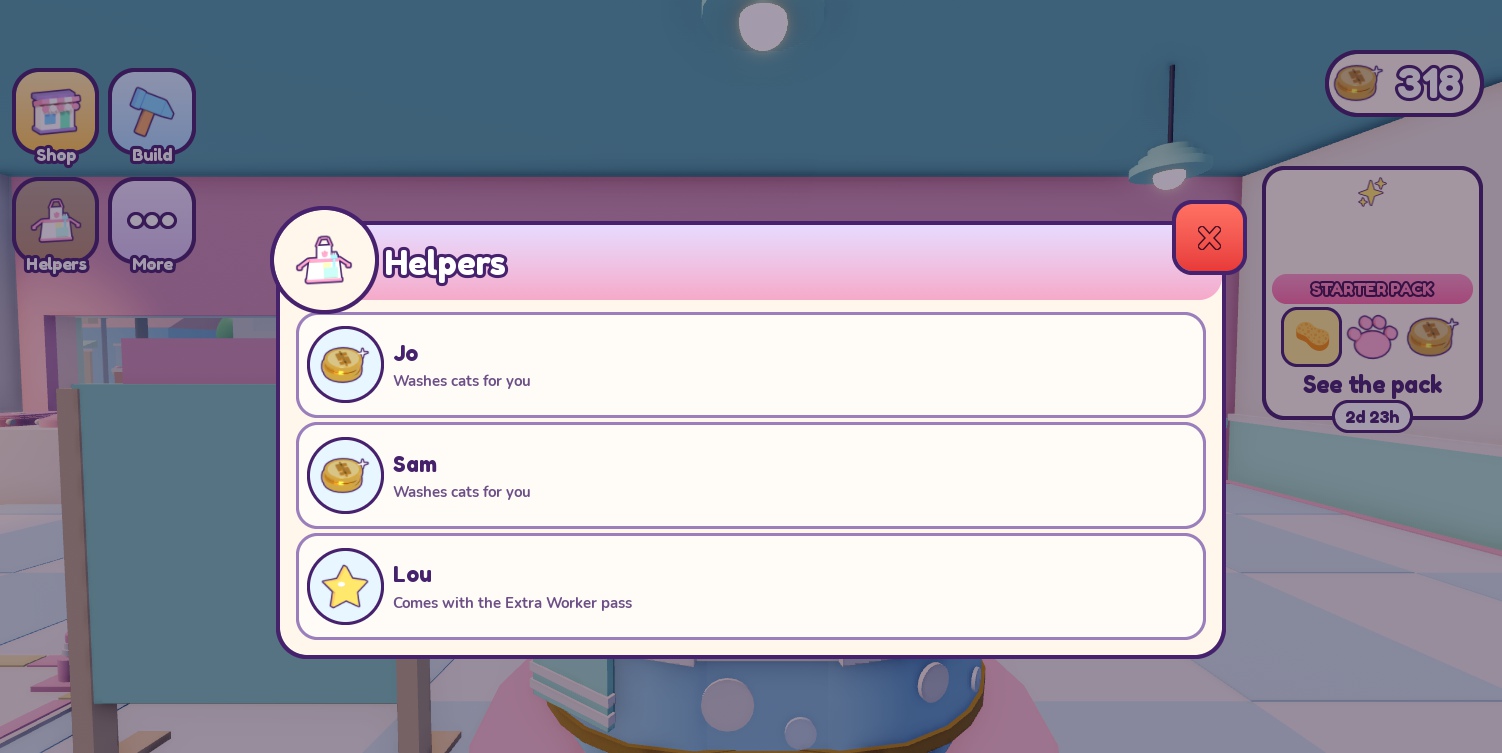 318
Shop
Build
Helpers
More
Helpers
Jo
Washes cats for you
Sam
Washes cats for you
Lou
Comes with the Extra Worker pass
STARTER PACK
See the pack
2d 23h